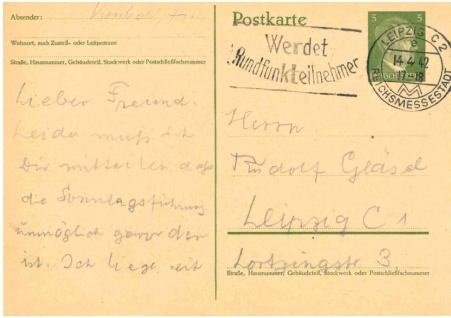 Absender:
Wohnort, auch Zustell- oder Leitpostamt
Straße, Hausnummer, Gebäudeteil, Stockwerk oder Postschließfachnummer
Lieber Freund.
Leider muß ich
Dir mitteilen daß
die Sonntagsführung
unmöglich geworden
ist. Ich liege seit
Postkarte
Werdet
Rundfunkteilnehmer
LEIPZIG C2
e
14.4.42
REICHSMESSESTADT
5
5
Herrn
Rudolf Gläsel
Leipzig C 1
Lortzingstr 3.
Straße, Hausnummer, Gebäudeteil, Stockwerk oder Postschließfachnummer